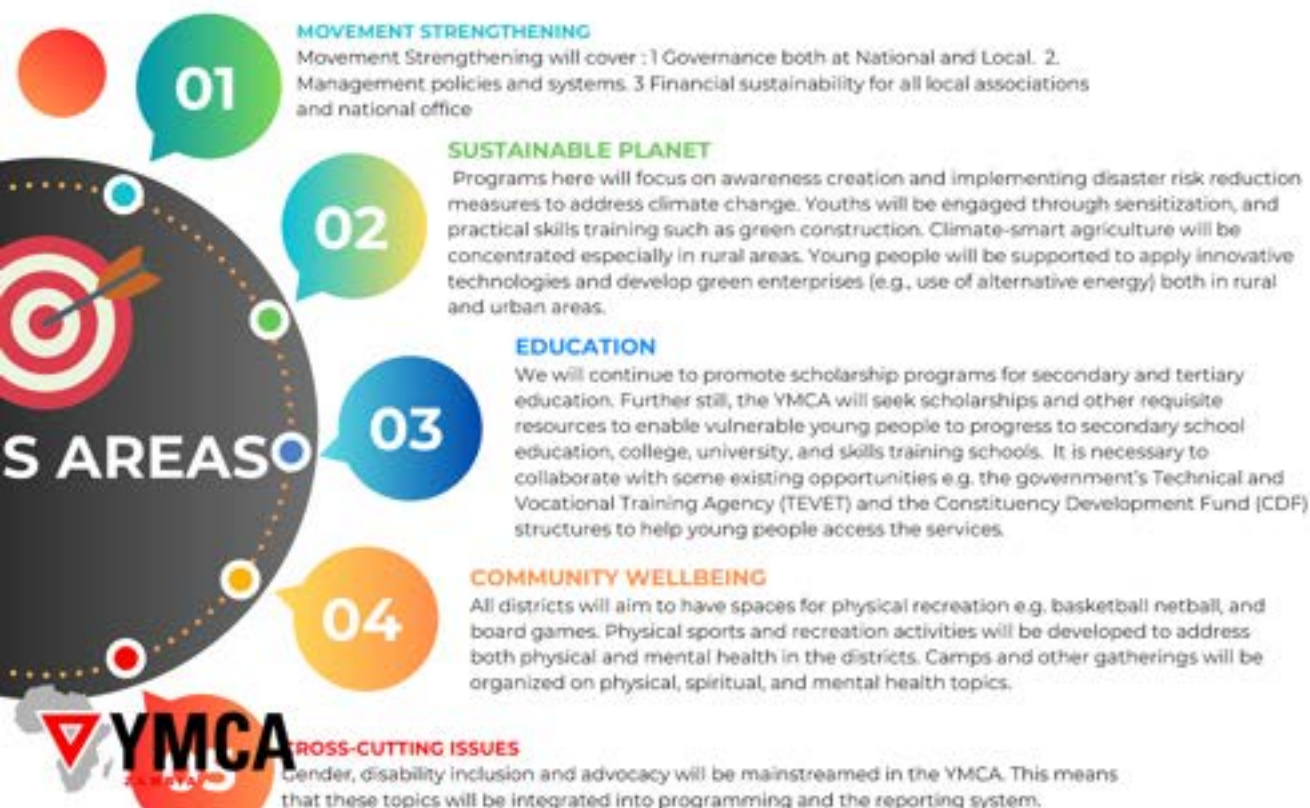 01
MOVEMENT STRENGTHENING
Movement Strengthening will cover : 1 Governance both at National and Local. 2.
Management policies and systems. 3 Financial sustainability for all local associations
and national office
02
SUSTAINABLE PLANET
Programs here will focus on awareness creation and implementing disaster risk reduction
measures to address climate change. Youths will be engaged through sensitization, and
practical skills training such as green construction. Climate-smart agriculture will be
concentrated especially in rural areas. Young people will be supported to apply innovative
technologies and develop green enterprises (e.g., use of alternative energy) both in rural
and urban areas.
S AREAS
03
EDUCATION
We will continue to promote scholarship programs for secondary and tertiary
education. Further still, the YMCA will seek scholarships and other requisite
resources to enable vulnerable young people to progress to secondary school
education, college, university, and skills training schools. It is necessary to
collaborate with some existing opportunities e.g. the government's Technical and
Vocational Training Agency (TEVET) and the Constituency Development Fund (CDF)
structures to help young people access the services.
04
COMMUNITY WELLBEING
All districts will aim to have spaces for physical recreation e.g. basketball netball, and
board games. Physical sports and recreation activities will be developed to address
both physical and mental health in the districts. Camps and other gatherings will be
organized on physical, spiritual, and mental health topics.
YMCA
CROSS-CUTTING ISSUES
Gender, disability inclusion and advocacy will be mainstreamed in the YMCA. This means
that these topics will be integrated into programming and the reporting system.